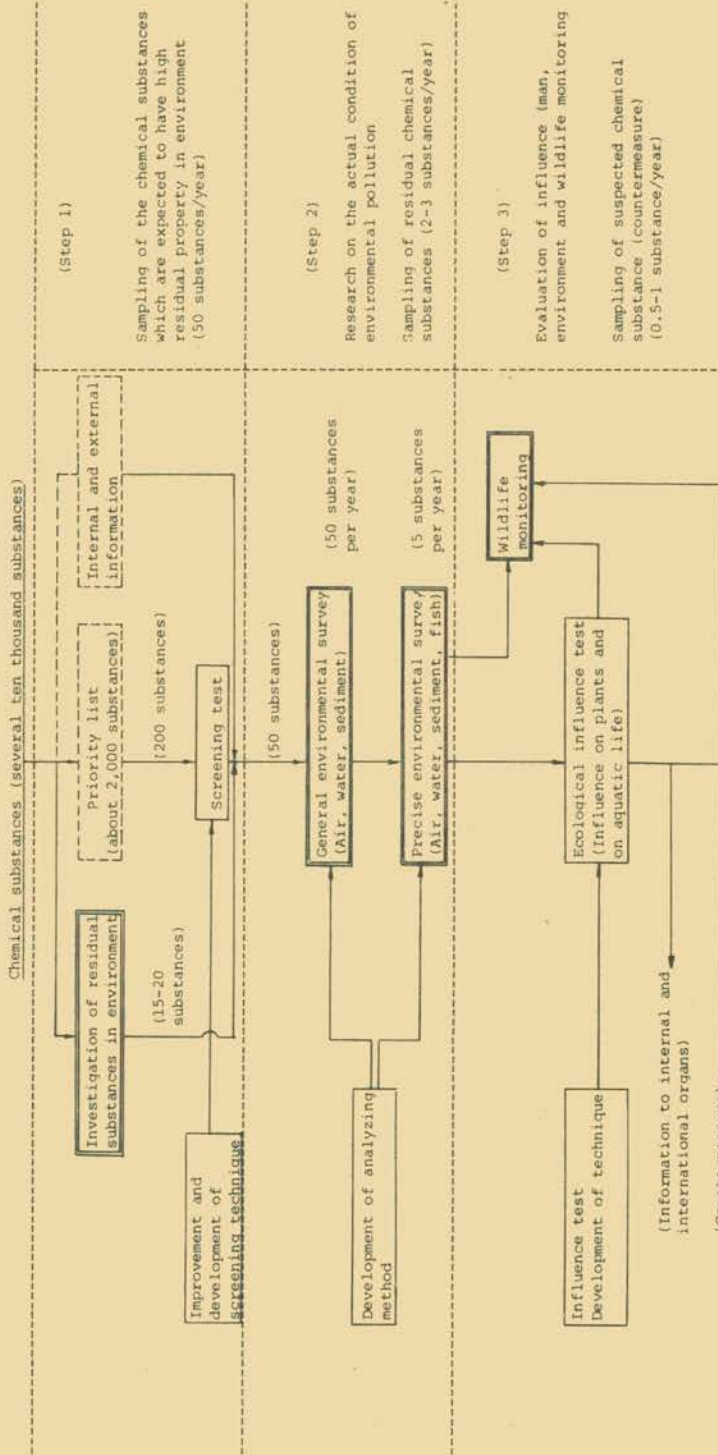 Chemical substances (several ten thousand substances)
Investigation of residual
substances in environment
Priority list
(about 2,000 substances)
Internal and external
information
(Step 1)
(15-20
substances)
(200 substances)
Sampling of the chemical substances
which are expected to have high
residual property in environment
(50 substances/year)
Improvement and
development of
screening technique
Screening test
(50 substances)
General environmental survey
(Air, water, sediment)
(50 substances
per year)
(Step 2)
Development of analyzing
method
Research on the actual condition of
environmental pollution
Precise environmental survey
(Air, water, sediment, fish)
(5 substances
per year)
Sampling of residual chemical
substances (2-3 substances/year)
Wildlife
monitoring
(Step 3)
Influence test
Development of technique
Ecological influence test
(Influence on plants and
on aquatic life)
Evaluation of influence (man,
environment and wildlife monitoring
Sampling of suspected chemical
substance (countermeasure)
(0.5-1 substance/year)
(Information to internal and
international organs)